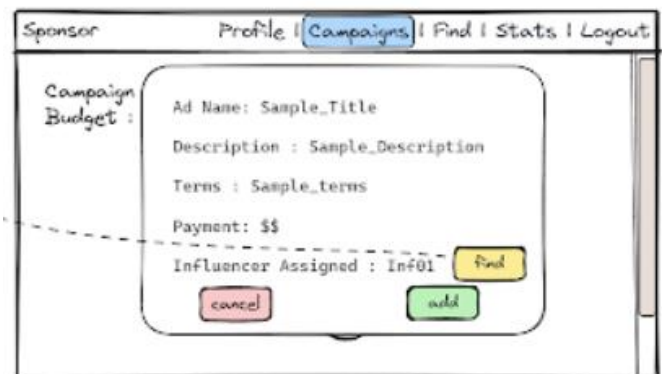 Sponsor Profile | Campaigns | Find | Stats | Logout
Campaign
Budget :
Ad Name: Sample_Title
Description : Sample_Description
Terms : Sample_terms
Payment: $$
Influencer Assigned : Inf01 find
cancel add